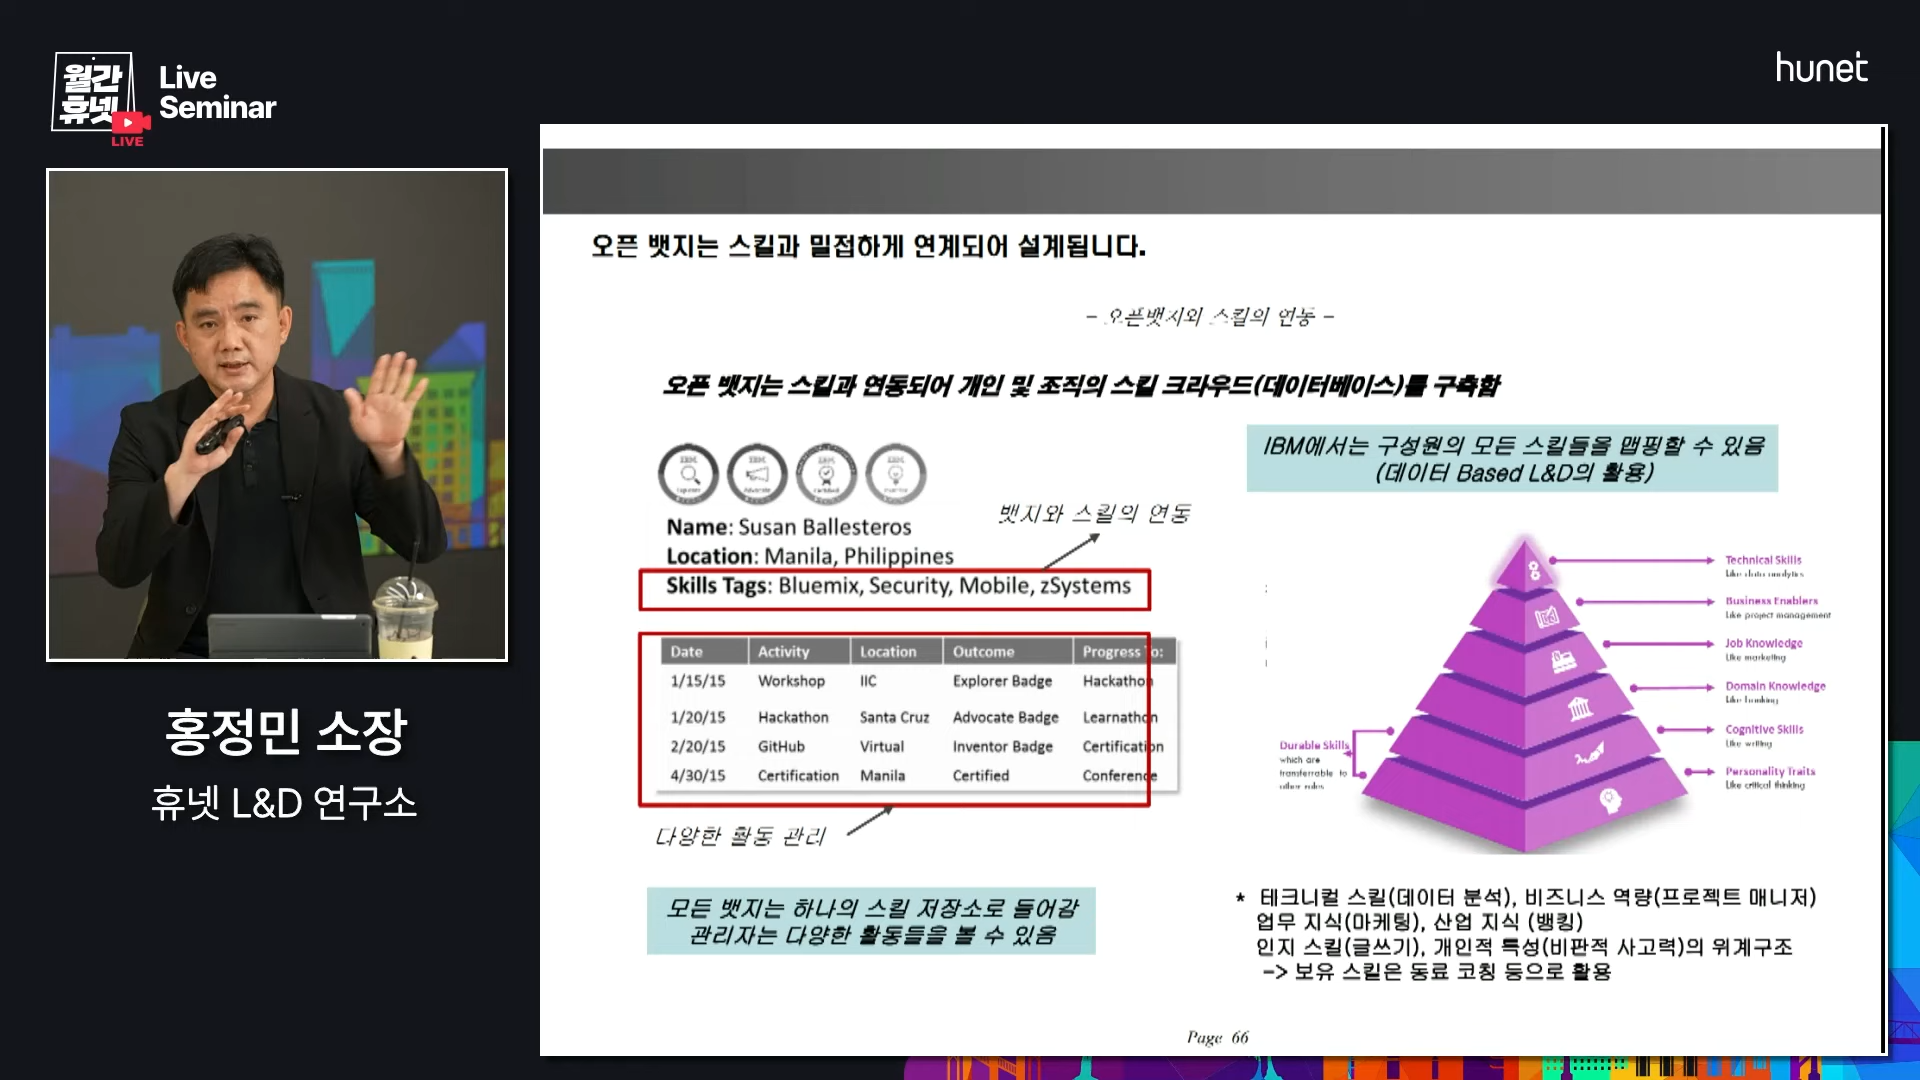 월간
휴넷
LIVE
Live
Seminar
hunet
홍정민 소장
휴넷 L&D 연구소
오픈 뱃지는 스킬과 밀접하게 연계되어 설계됩니다.
- 오픈뱃지와 스킬의 연동 -
오픈 뱃지는 스킬과 연동되어 개인 및 조직의 스킬 크라우드(데이터베이스)를 구축함
IBM에서는 구성원의 모든 스킬들을 맵핑할 수 있음
(데이터 Based L&D의 활용)
뱃지와 스킬의 연동
Name: Susan Ballesteros
Location: Manila, Philippines
Skills Tags: Bluemix, Security, Mobile, zSystems
Date Activity Location Outcome Progress To:
1/15/15 Workshop IIC Explorer Badge Hackathon
1/20/15 Hackathon Santa Cruz Advocate Badge Learnathon
2/20/15 GitHub Virtual Inventor Badge Certification
4/30/15 Certification Manila Certified Conference
다양한 활동 관리
모든 뱃지는 하나의 스킬 저장소로 들어감
관리자는 다양한 활동들을 볼 수 있음
Technical Skills
Like data analytics
Business Enablers
Like project management
Job Knowledge
Like marketing
Domain Knowledge
Like banking
Cognitive Skills
Like writing
Personality Traits
Like critical thinking
Durable Skills
which are
transferrable to
other roles
* 테크니컬 스킬(데이터 분석), 비즈니스 역량(프로젝트 매니저)
업무 지식(마케팅), 산업 지식 (뱅킹)
인지 스킬(글쓰기), 개인적 특성(비판적 사고력)의 위계구조
-> 보유 스킬은 동료 코칭 등으로 활용
Page 66